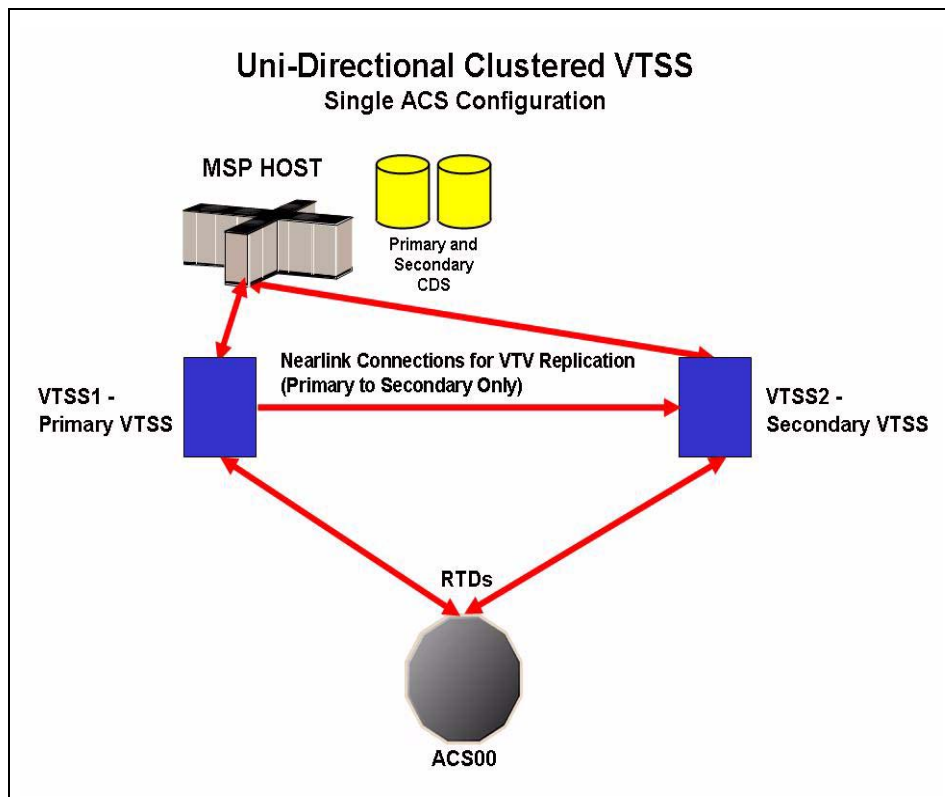 Uni-Directional Clustered VTSS
Single ACS Configuration
MSP HOST
Primary and
Secondary
CDS
Nearlink Connections for VTV Replication
(Primary to Secondary Only)
VTSS1 -
Primary VTSS
VTSS2 -
Secondary VTSS
RTDs
ACS00